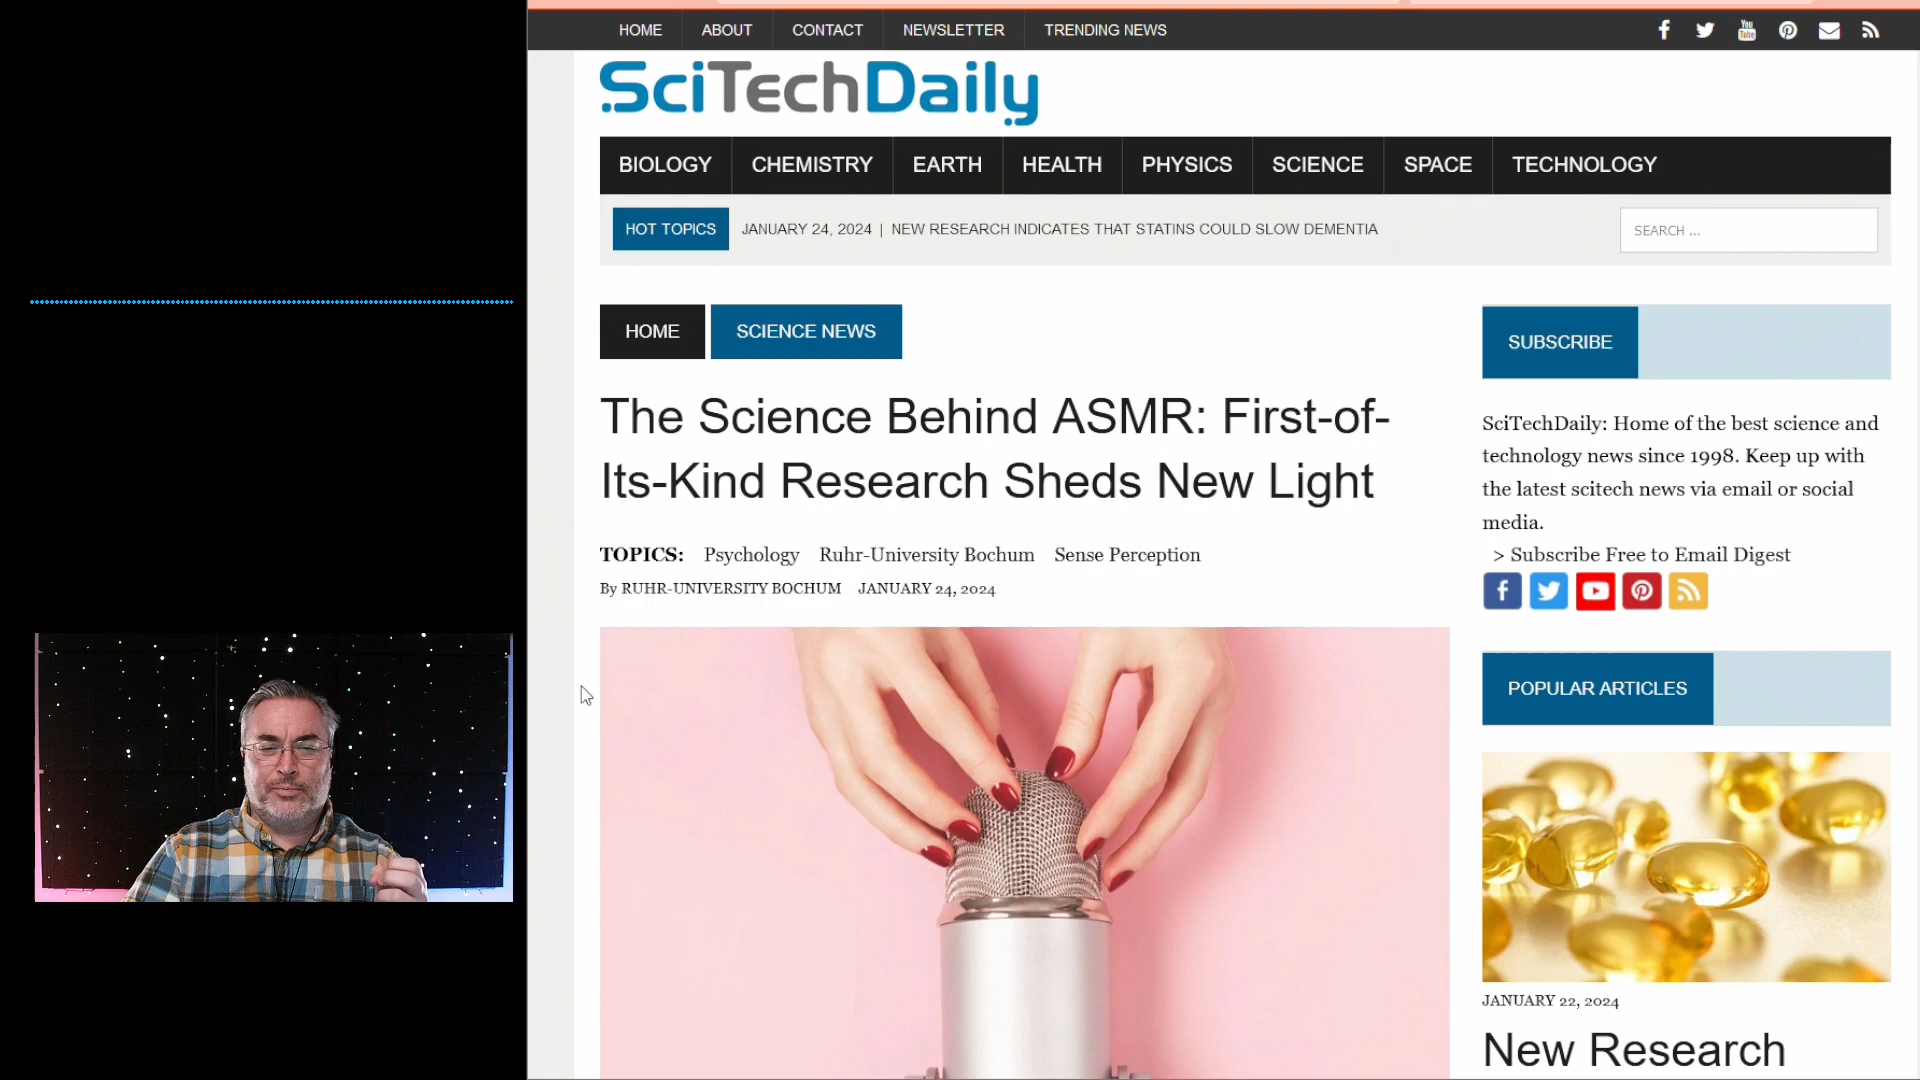 HOME ABOUT CONTACT NEWSLETTER TRENDING NEWS
You
Tube
SciTechDaily
BIOLOGY CHEMISTRY EARTH HEALTH PHYSICS SCIENCE SPACE TECHNOLOGY
HOT TOPICS JANUARY 24, 2024 | NEW RESEARCH INDICATES THAT STATINS COULD SLOW DEMENTIA
SEARCH ...
HOME SCIENCE NEWS
The Science Behind ASMR: First-of-
Its-Kind Research Sheds New Light
TOPICS: Psychology Ruhr-University Bochum Sense Perception
By RUHR-UNIVERSITY BOCHUM JANUARY 24, 2024
SUBSCRIBE
SciTechDaily: Home of the best science and
technology news since 1998. Keep up with
the latest scitech news via email or social
media.
> Subscribe Free to Email Digest
POPULAR ARTICLES
JANUARY 22, 2024
New Research